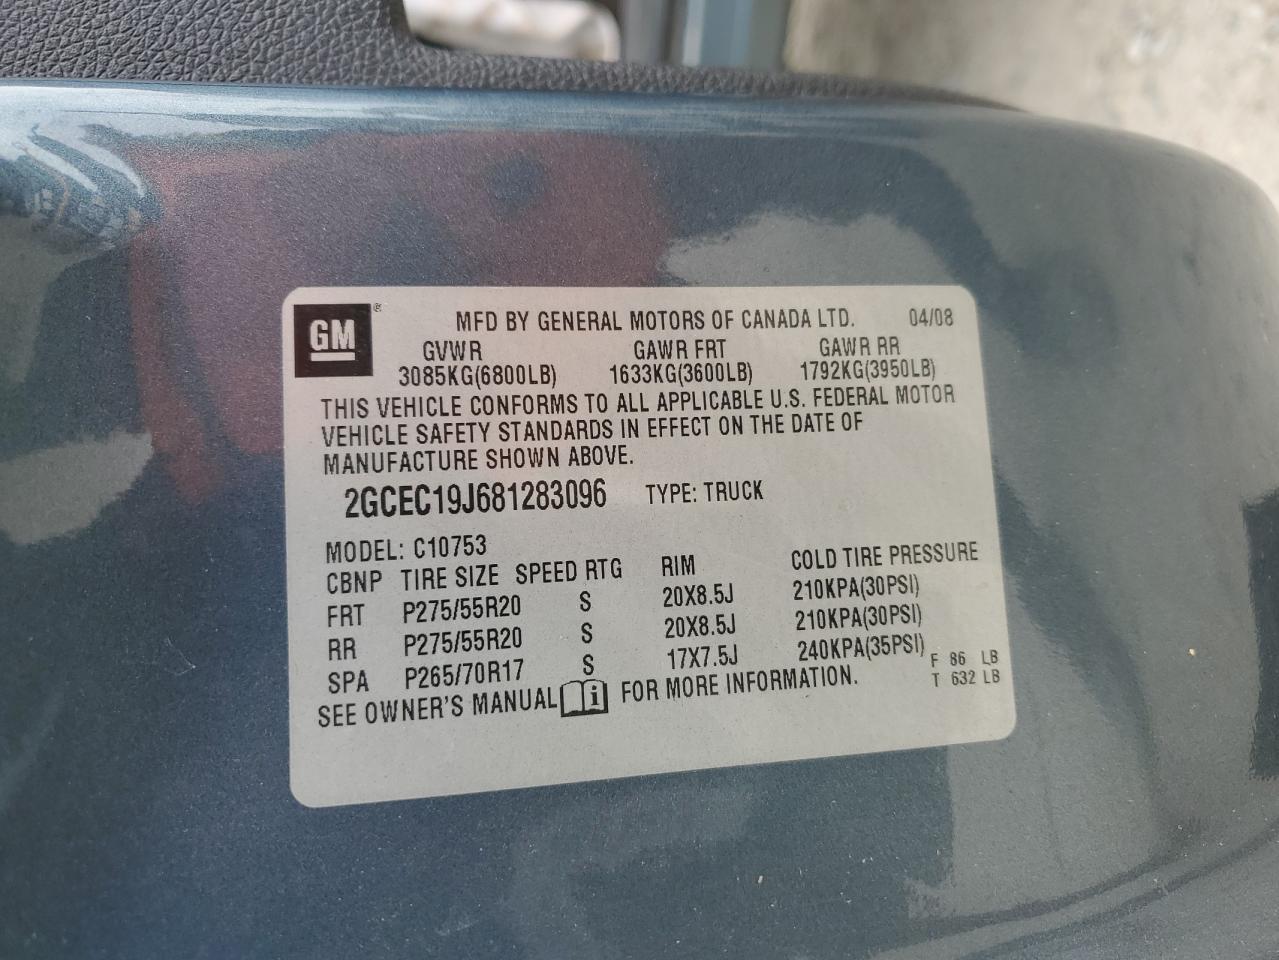 GM ®
MFD BY GENERAL MOTORS OF CANADA LTD. 04/08
GVWR GAWR FRT GAWR RR
3085KG(6800LB) 1633KG(3600LB) 1792KG(3950LB)
THIS VEHICLE CONFORMS TO ALL APPLICABLE U.S. FEDERAL MOTOR
VEHICLE SAFETY STANDARDS IN EFFECT ON THE DATE OF
MANUFACTURE SHOWN ABOVE.
2GCEC19J681283096 TYPE: TRUCK
MODEL: C10753
CBNP TIRE SIZE SPEED RTG RIM COLD TIRE PRESSURE
FRT P275/55R20 S 20X8.5J 210KPA(30PSI)
RR P275/55R20 S 20X8.5J 210KPA(30PSI)
SPA P265/70R17 S 17X7.5J 240KPA(35PSI)
F 86 LB
SEE OWNER'S MANUAL i FOR MORE INFORMATION.
T 632 LB